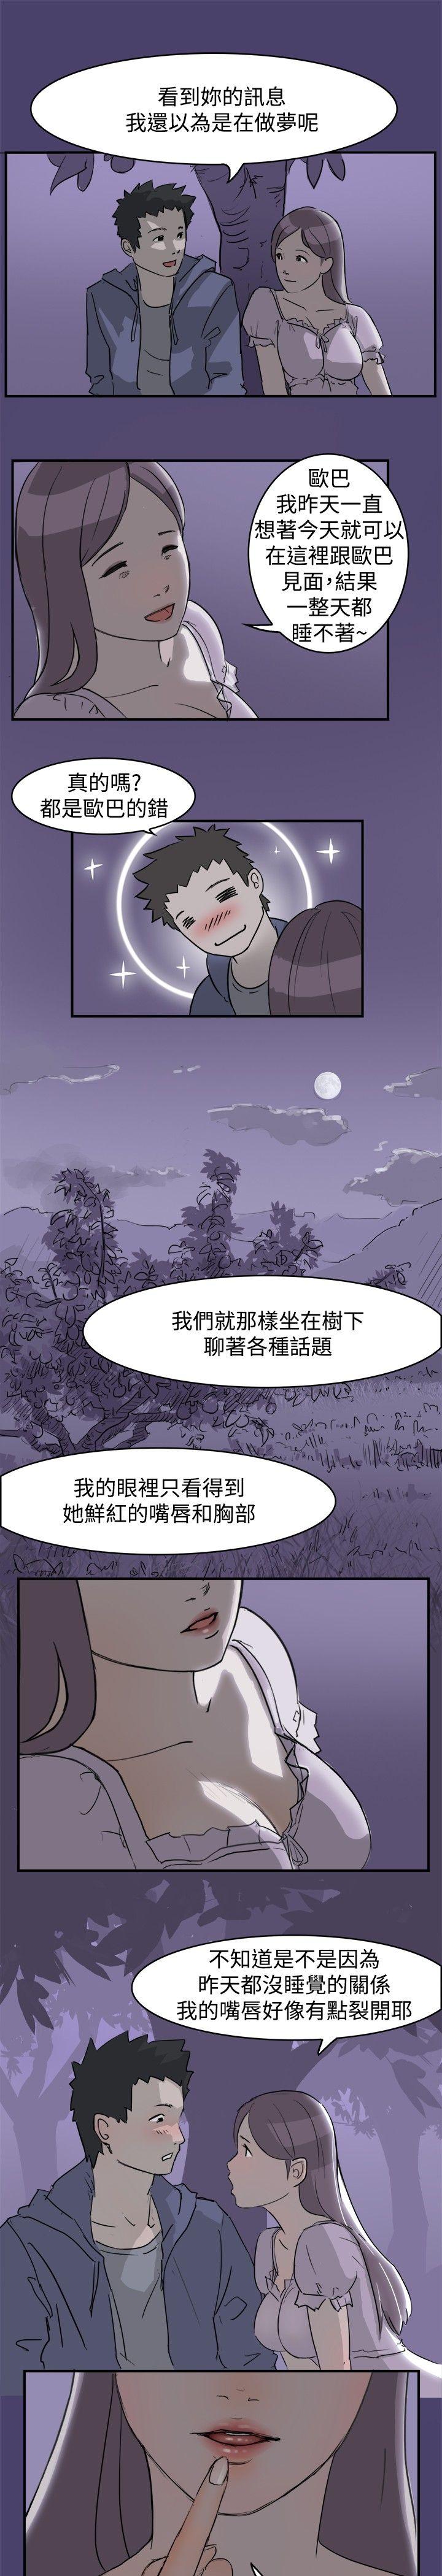 看到妳的訊息
我還以為是在做夢呢
歐巴
我昨天一直
想著今天就可以
在這裡跟歐巴
見面,結果
一整天都
睡不著~
真的嗎?
都是歐巴的錯
我們就那樣坐在樹下
聊著各種話題
我的眼裡只看得到
她鮮紅的嘴唇和胸部
不知道是不是因為
昨天都沒睡覺的關係
我的嘴唇好像有點裂開耶